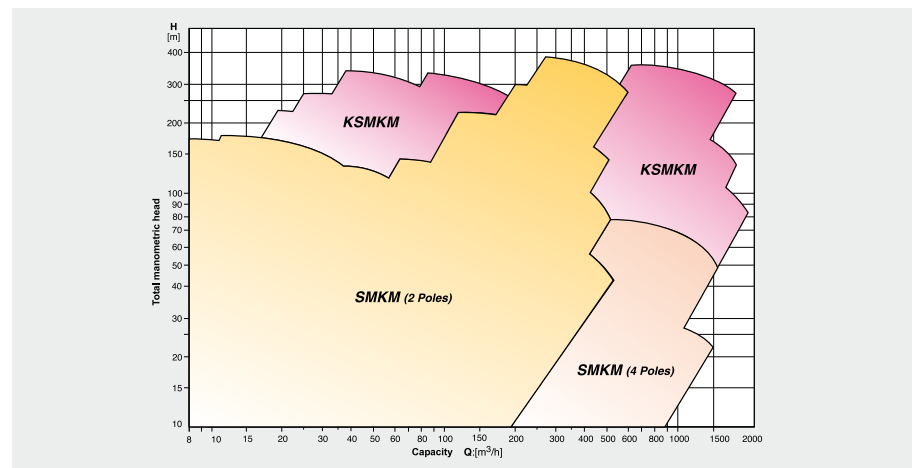 H
[m]
400
300
200
150
100
90
80
70
60
50
40
30
20
15
10
Total manometric head
KSMKM
KSMKM
SMKM (2 Poles)
SMKM (4 Poles)
8 10 15 20 30 40 50 60 80 100 150 200 300 400 500 600 800 1000 1500 2000
Capacity Q:[m³/h]